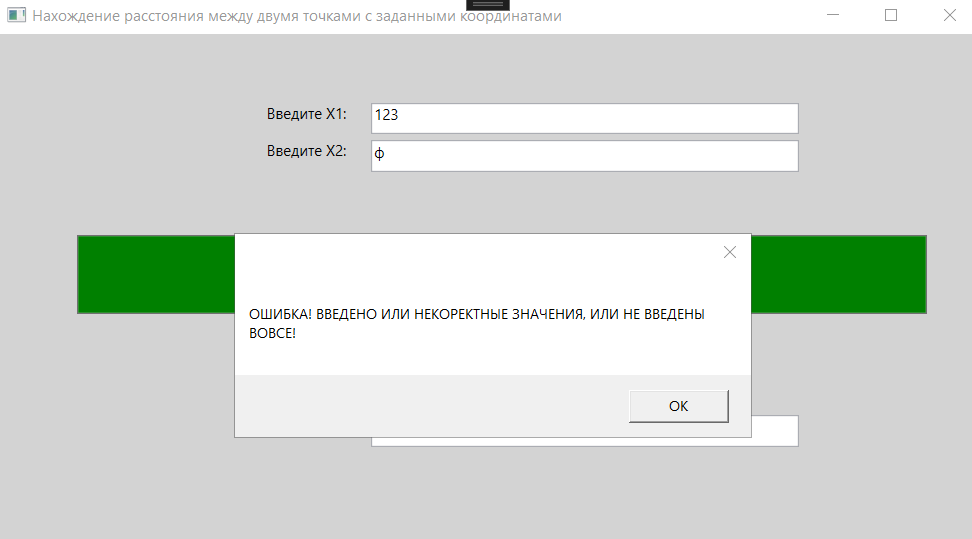 Нахождение расстояния между двумя точками с заданными координатами
Введите X1:
123
Введите X2:
ф
ОШИБКА! ВВЕДЕНО ИЛИ НЕКОРЕКТНЫЕ ЗНАЧЕНИЯ, ИЛИ НЕ ВВЕДЕНЫ
ВОВСЕ!
ОК